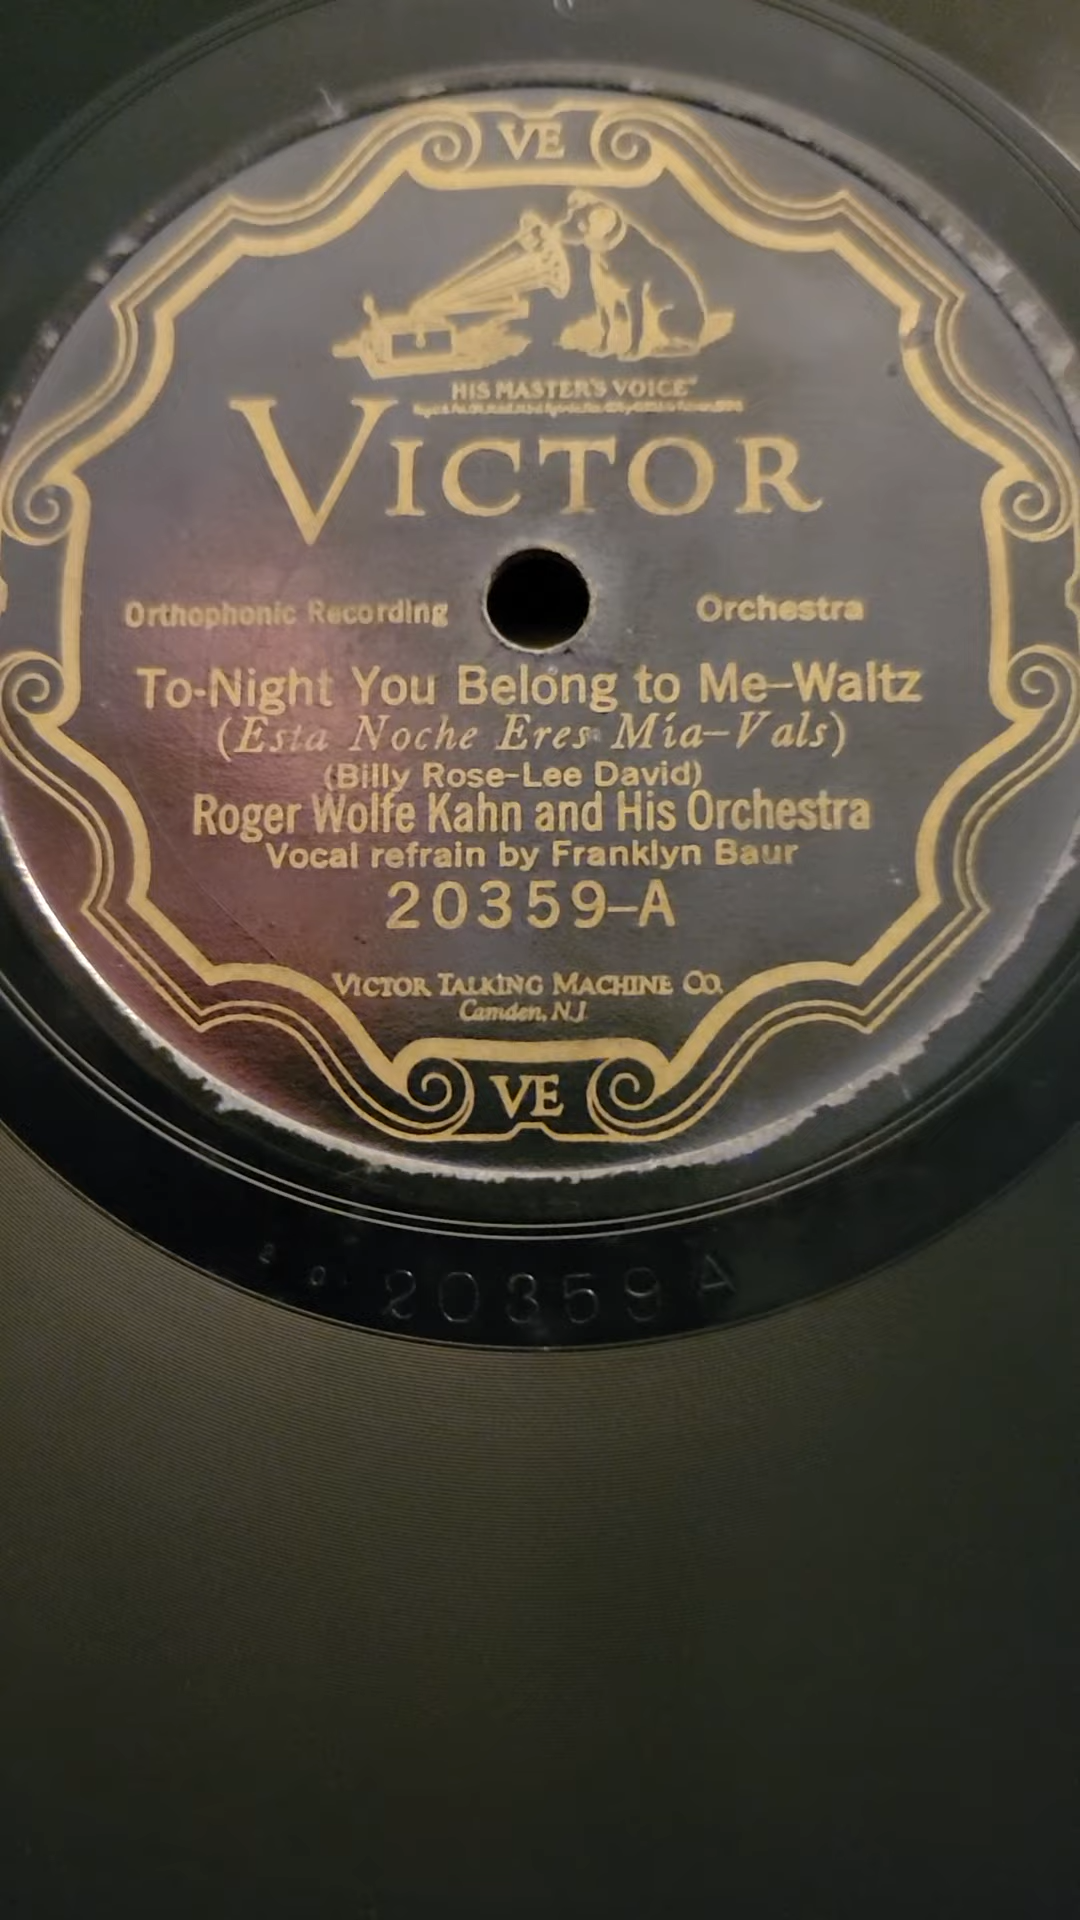 VE
HIS MASTER'S VOICE"
VICTOR
Orthophonic Recording Orchestra
To-Night You Belong to Me–Waltz
(Esta Noche Eres Mía–Vals)
(Billy Rose-Lee David)
Roger Wolfe Kahn and His Orchestra
Vocal refrain by Franklyn Baur
20359–A
VICTOR TALKING MACHINE CO.
Camden, N.J.
VE
20359 A